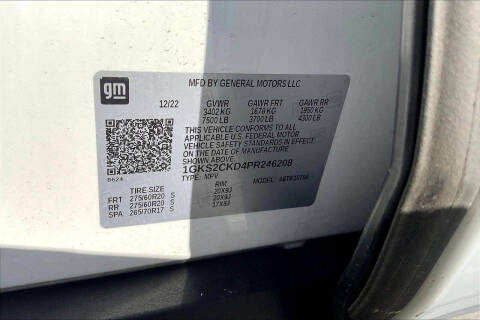 gm
MFD BY GENERAL MOTORS LLC
12/22 GVWR GAWR FRT GAWR RR
3402 KG 1678 KG 1950 KG
7500 LB 3700 LB 4300 LB
THIS VEHICLE CONFORMS TO ALL
APPLICABLE U.S. FEDERAL MOTOR
VEHICLE SAFETY STANDARDS IN EFFECT
ON THE DATE OF MANUFACTURE
SHOWN ABOVE.
1GKS2CKD4PR246208
B624
TYPE: MPV MODEL:
TIRE SIZE RIM
FRT 275/60R20 S 20X9J
RR 275/60R20 S 20X9J
SPA 265/70R17 S 17X8J